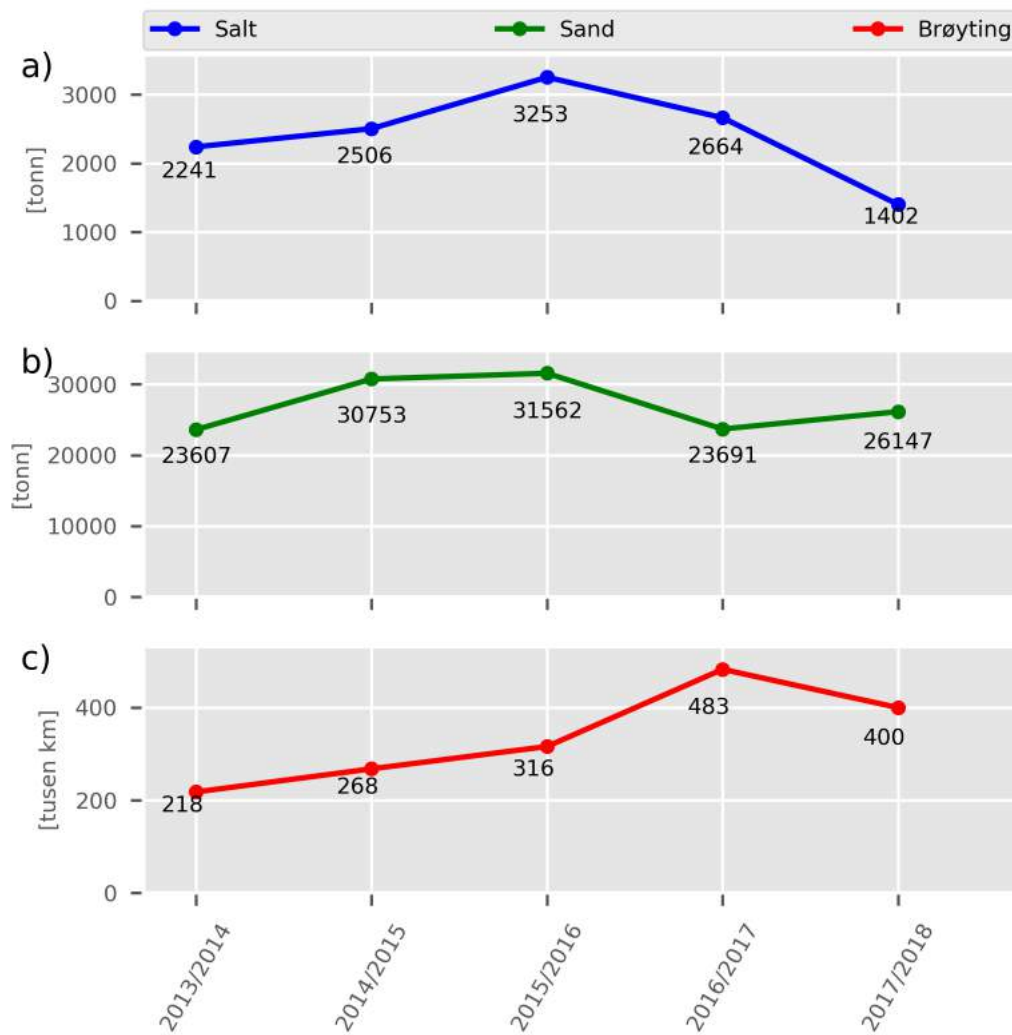 Salt Sand Brøyting
a)
3000
2000
1000
0
[tonn]
2241 2506 3253 2664 1402
b)
30000
20000
10000
0
[tonn]
23607 30753 31562 23691 26147
c)
400
200
0
[tusen km]
218 268 316 483 400
2013/2014 2014/2015 2015/2016 2016/2017 2017/2018